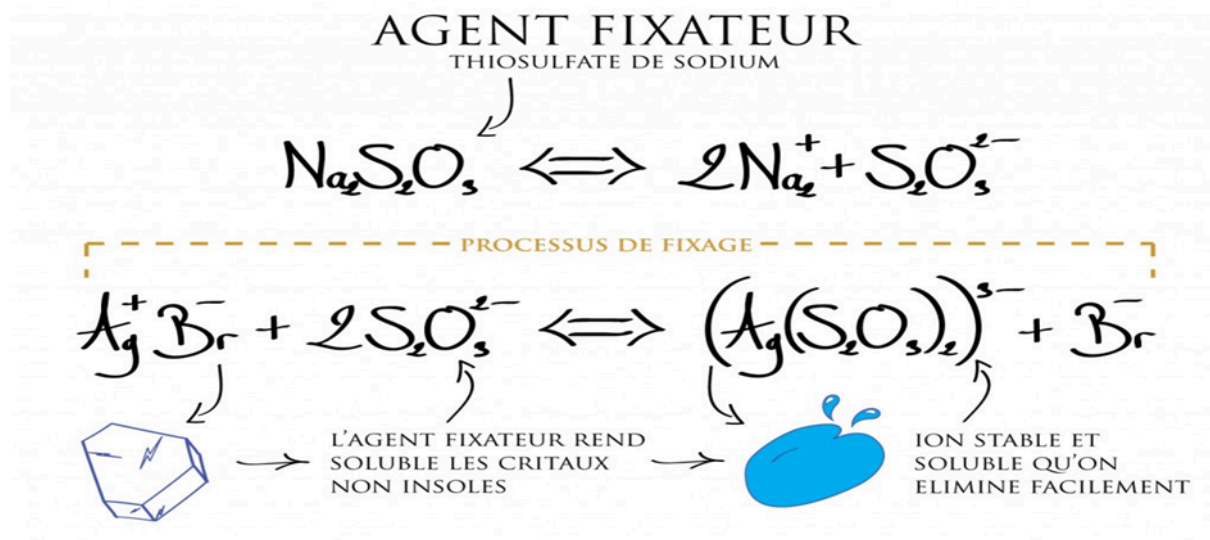 AGENT FIXATEUR
THIOSULFATE DE SODIUM
Na₂S₂O₃ ⟺ 2Na₂⁺ + S₂O₃²⁻
PROCESSUS DE FIXAGE
Ag⁺Br⁻ + 2S₂O₃²⁻ ⟺ (Ag(S₂O₃)₂)³⁻ + Br⁻
L'AGENT FIXATEUR REND
SOLUBLE LES CRITAUX
NON INSOLES
ION STABLE ET
SOLUBLE QU'ON
ELIMINE FACILEMENT